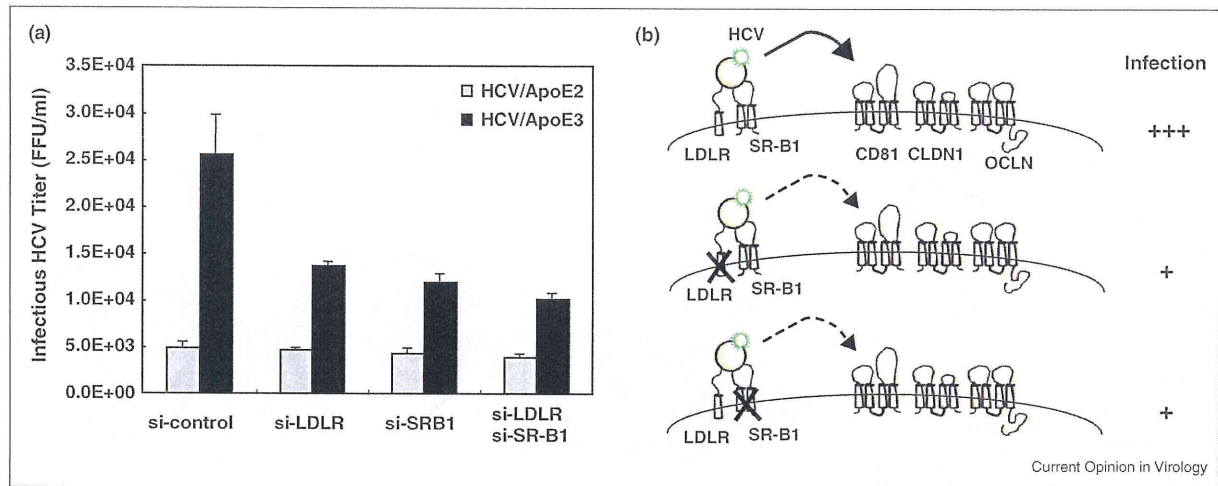 (a)
Infectious HCV Titer (FFU/ml)
3.5E+04
3.0E+04
2.5E+04
2.0E+04
1.5E+04
1.0E+04
5.0E+03
0.0E+00
HCV/ApoE2
HCV/ApoE3
si-control
si-LDLR
si-SRB1
si-LDLR
si-SR-B1
(b)
HCV
Infection
LDLR
SR-B1
CD81
CLDN1
OCLN
+++
LDLR
SR-B1
+
LDLR
SR-B1
+
Current Opinion in Virology